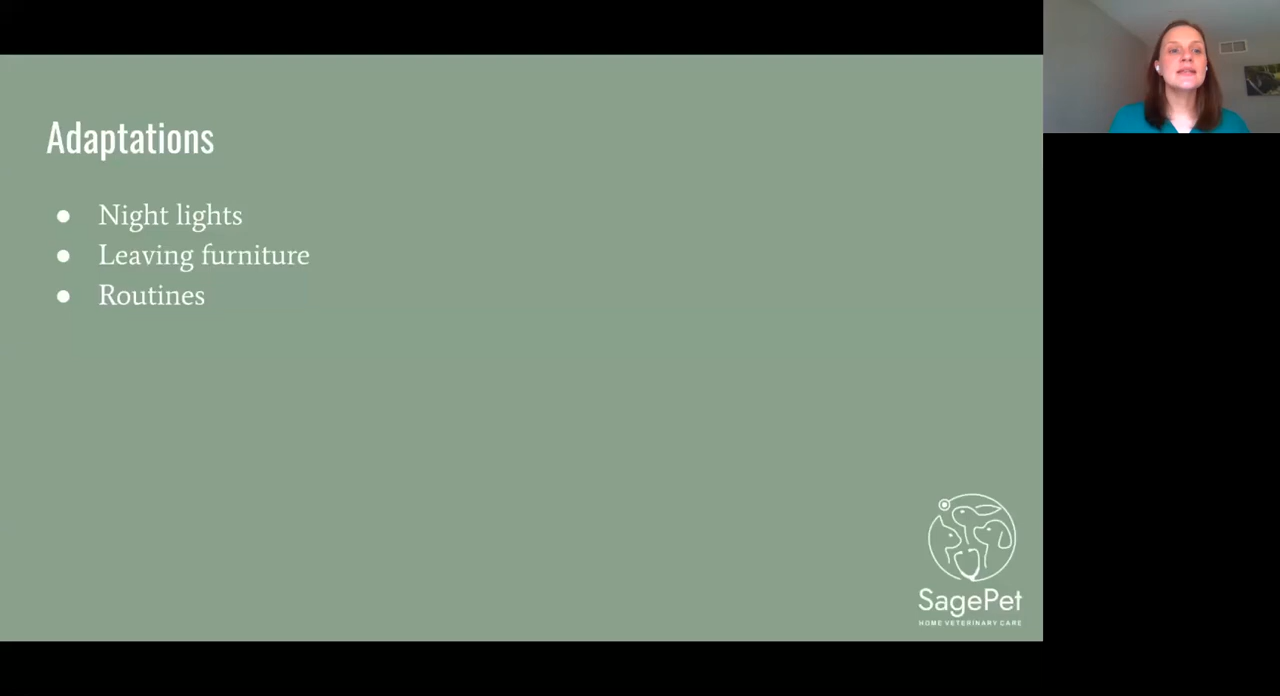 Adaptations
● Night lights
● Leaving furniture
● Routines
SagePet
HOME VETERINARY CARE